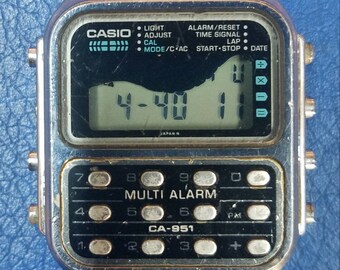 CASIO
LIGHT ALARM/RESET
ADJUST TIME SIGNAL
CAL LAP
MODE/C•AC START•STOP DATE
÷
×
−
4-40 11
JAPAN N
7 8 9 0
MULTI ALARM
4 5 6 PM
CA-951
1 2 3 +